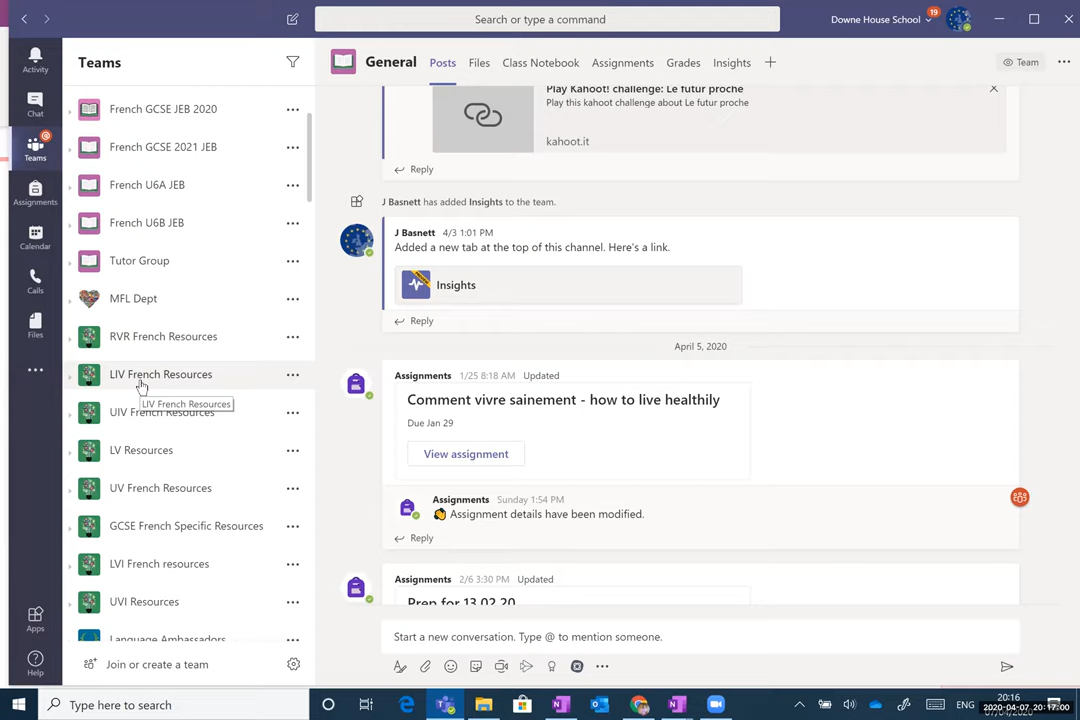 Search or type a command
Downe House School
19
Activity
Chat
Teams
Assignments
Calendar
Calls
Files
Apps
Help
Teams
French GCSE JEB 2020
French GCSE 2021 JEB
French U6A JEB
French U6B JEB
Tutor Group
MFL Dept
RVR French Resources
LIV French Resources
LIV French Resources
UIV French Resources
LV Resources
UV French Resources
GCSE French Specific Resources
LVI French resources
UVI Resources
Language Ambassadors
Join or create a team
General
Posts
Files
Class Notebook
Assignments
Grades
Insights
Team
Play Kahoot! challenge: Le futur proche
Play this kahoot challenge about Le futur proche
kahoot.it
Reply
J Basnett has added Insights to the team.
J Basnett 4/3 1:01 PM
Added a new tab at the top of this channel. Here's a link.
Insights
Reply
April 5, 2020
Assignments 1/25 8:18 AM Updated
Comment vivre sainement - how to live healthily
Due Jan 29
View assignment
Assignments Sunday 1:54 PM
Assignment details have been modified.
Reply
Assignments 2/6 3:30 PM Updated
Prep for 13.02.20
Start a new conversation. Type @ to mention someone.
Type here to search
ENG
20:16
2020-04-07 20:17:00